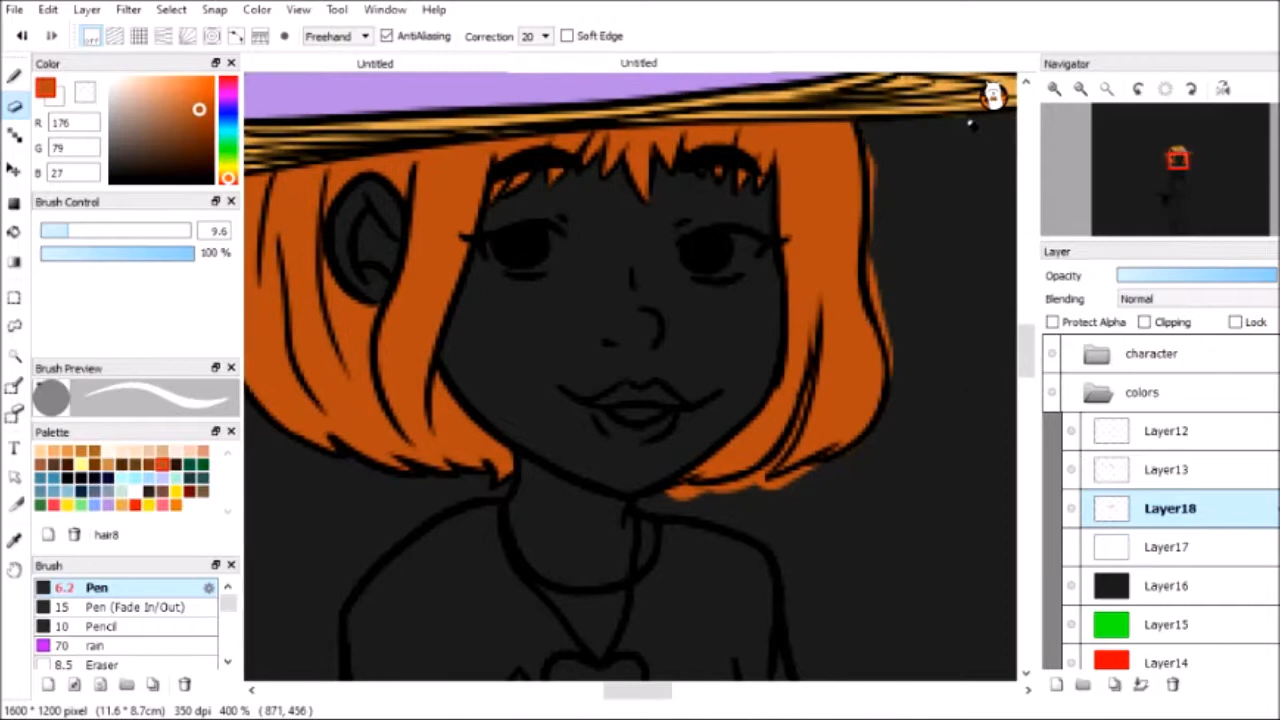 File Edit Layer Filter Select Snap Color View Tool Window Help
off Freehand AntiAliasing Correction 20 Soft Edge
Color
Untitled
Untitled
Navigator
R 176
G 79
B 27
Brush Control
9.6
100 %
Layer
Opacity
Blending Normal
Protect Alpha Clipping Lock
character
Brush Preview
colors
Layer12
Palette
Layer13
Layer18
hair8
Layer17
Brush
Layer16
6.2 Pen
15 Pen (Fade In/Out)
10 Pencil
Layer15
70 rain
8.5 Eraser
Layer14
1600 * 1200 pixel (11.6 * 8.7cm) 350 dpi 400 % ( 871, 456 )